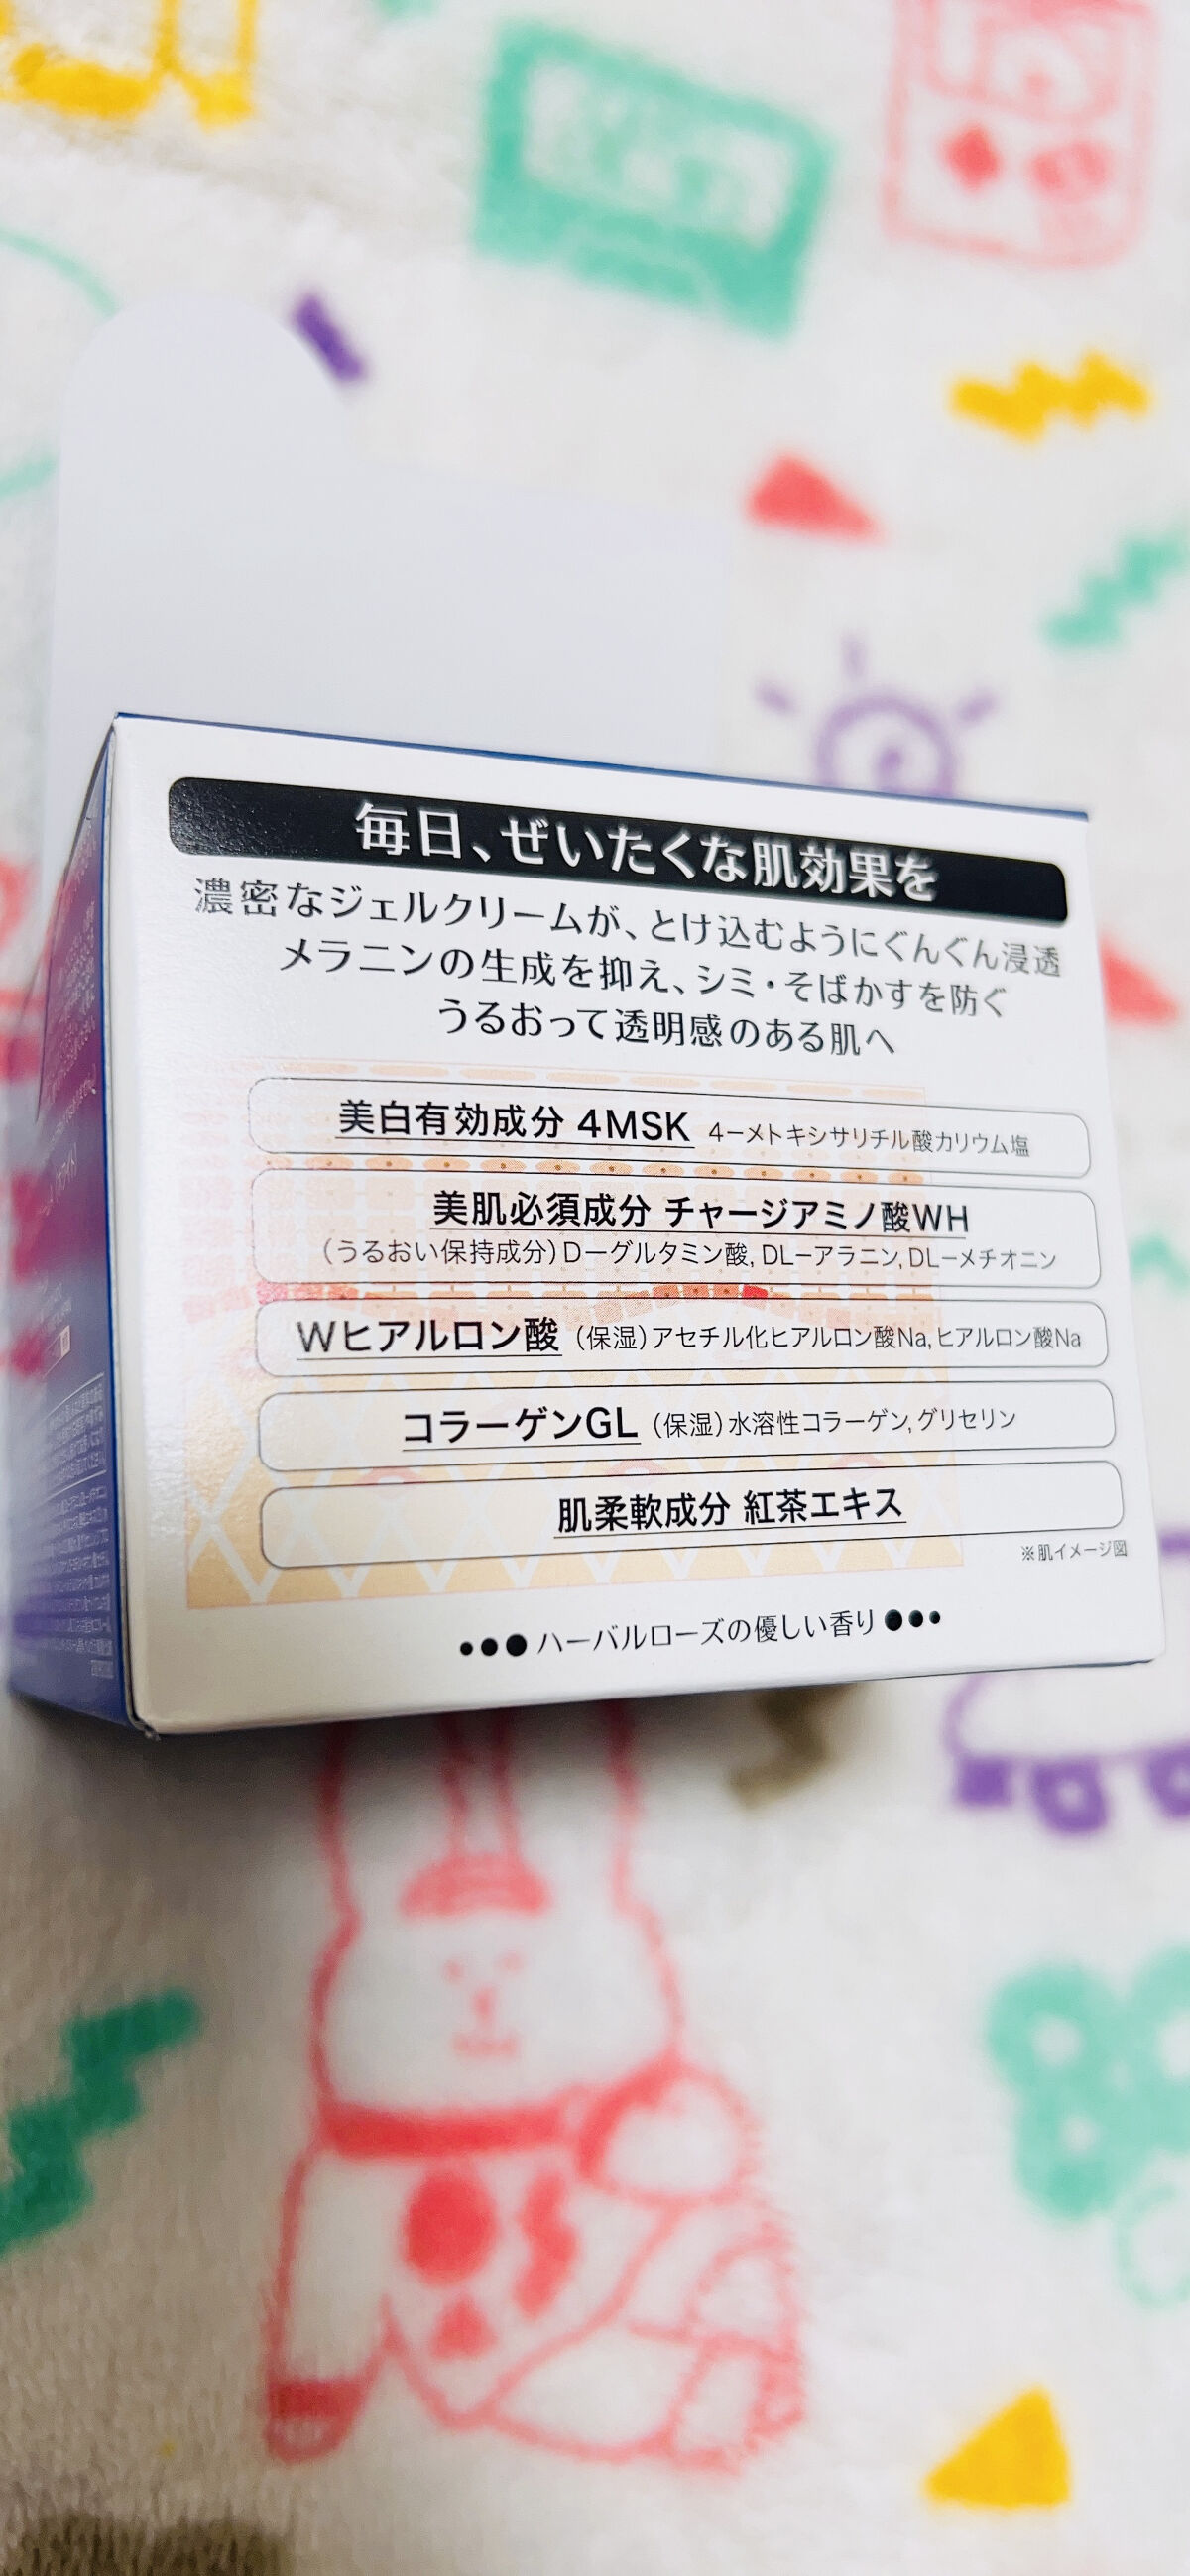 毎日、ぜいたくな肌効果を
濃密なジェルクリームが、とけ込むようにぐんぐん浸透
メラニンの生成を抑え、シミ・そばかすを防ぐ
うるおって透明感のある肌へ
美白有効成分 4MSK 4ーメトキシサリチル酸カリウム塩
美肌必須成分 チャージアミノ酸WH
（うるおい保持成分）Dーグルタミン酸, DLーアラニン, DLーメチオニン
Wヒアルロン酸 （保湿）アセチル化ヒアルロン酸Na, ヒアルロン酸Na
コラーゲンGL （保湿）水溶性コラーゲン, グリセリン
肌柔軟成分 紅茶エキス
※肌イメージ図
●●● ハーバルローズの優しい香り ●●●